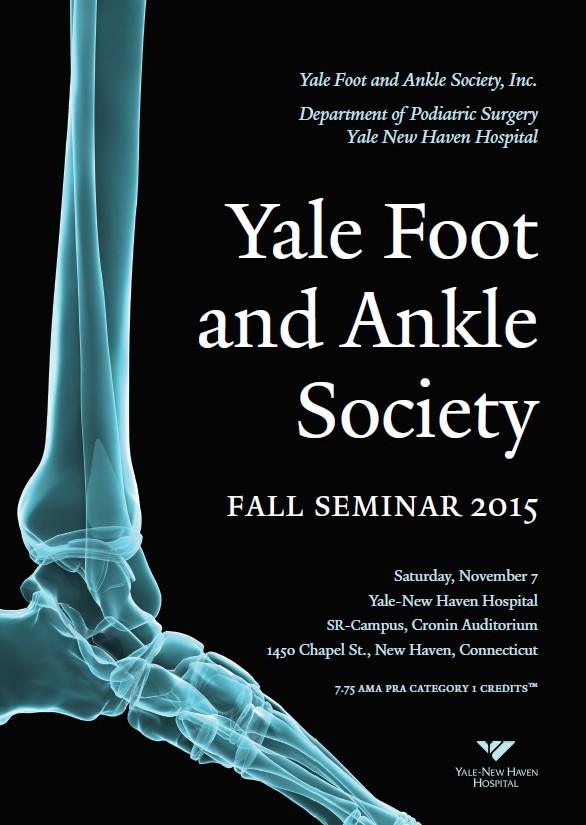 Yale Foot and Ankle Society, Inc.
Department of Podiatric Surgery
Yale New Haven Hospital
Yale Foot
and Ankle
Society
FALL SEMINAR 2015
Saturday, November 7
Yale-New Haven Hospital
SR-Campus, Cronin Auditorium
1450 Chapel St., New Haven, Connecticut
7.75 AMA PRA CATEGORY 1 CREDITS™
YALE-NEW HAVEN
HOSPITAL